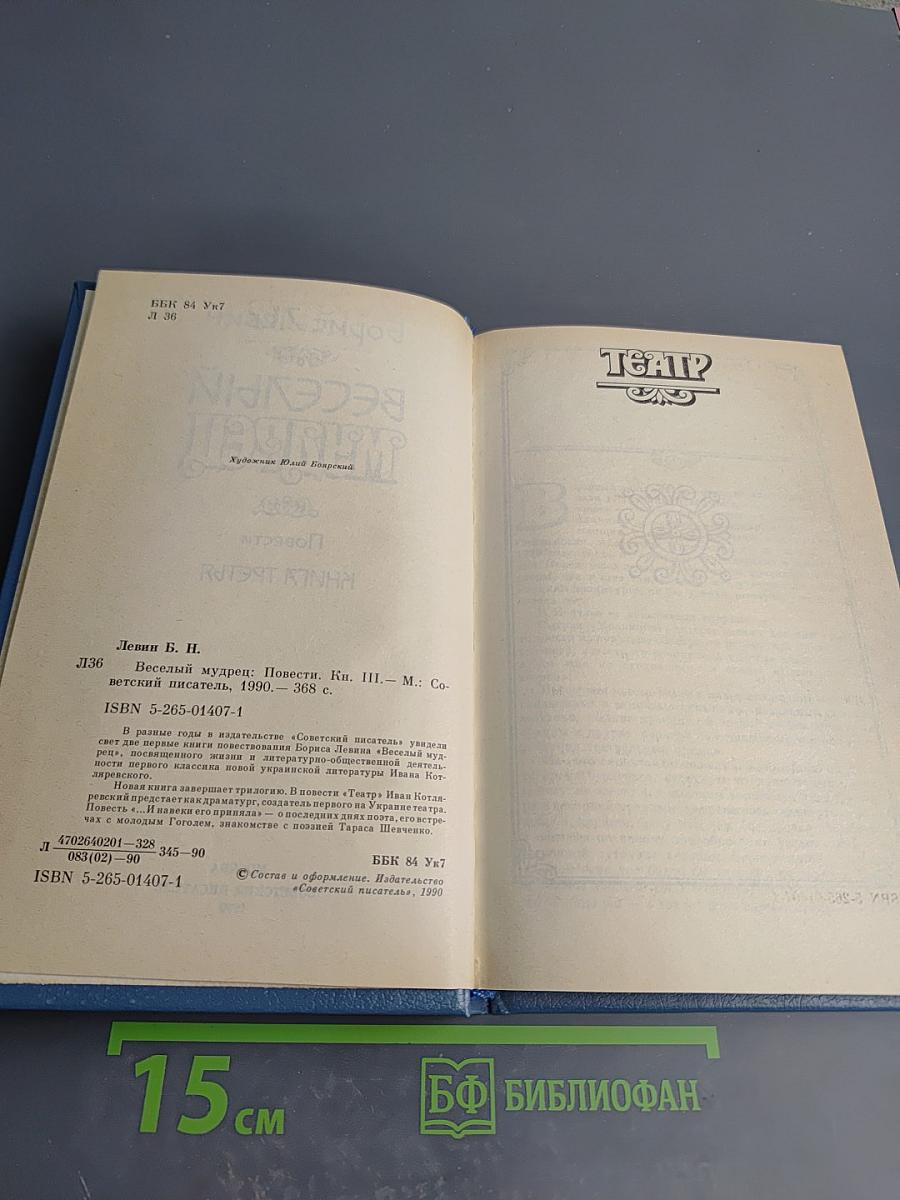 ББК 84 Ук7
Л 36
Художник Юлий Боярский
Левин Б. Н.
Л36 Веселый мудрец: Повести. Кн. III.— М.: Со-
ветский писатель, 1990.— 368 с.
ISBN 5-265-01407-1
В разные годы в издательстве «Советский писатель» увидели
свет две первые книги повествования Бориса Левина «Веселый муд-
рец», посвященного жизни и литературно-общественной деятель-
ности первого классика новой украинской литературы Ивана Кот-
ляревского.
Новая книга завершает трилогию. В повести «Театр» Иван Котля-
ревский предстает как драматург, создатель первого на Украине театра.
Повесть «...И навеки его приняла» — о последних днях поэта, его встре-
чах с молодым Гоголем, знакомстве с поэзией Тараса Шевченко.
Л 4702640201—328
083(02)—90 345—90
ББК 84 Ук7
ISBN 5-265-01407-1
© Состав и оформление. Издательство
«Советский писатель», 1990
ТЕАТР
15 см
БФ БИБЛИОФАН